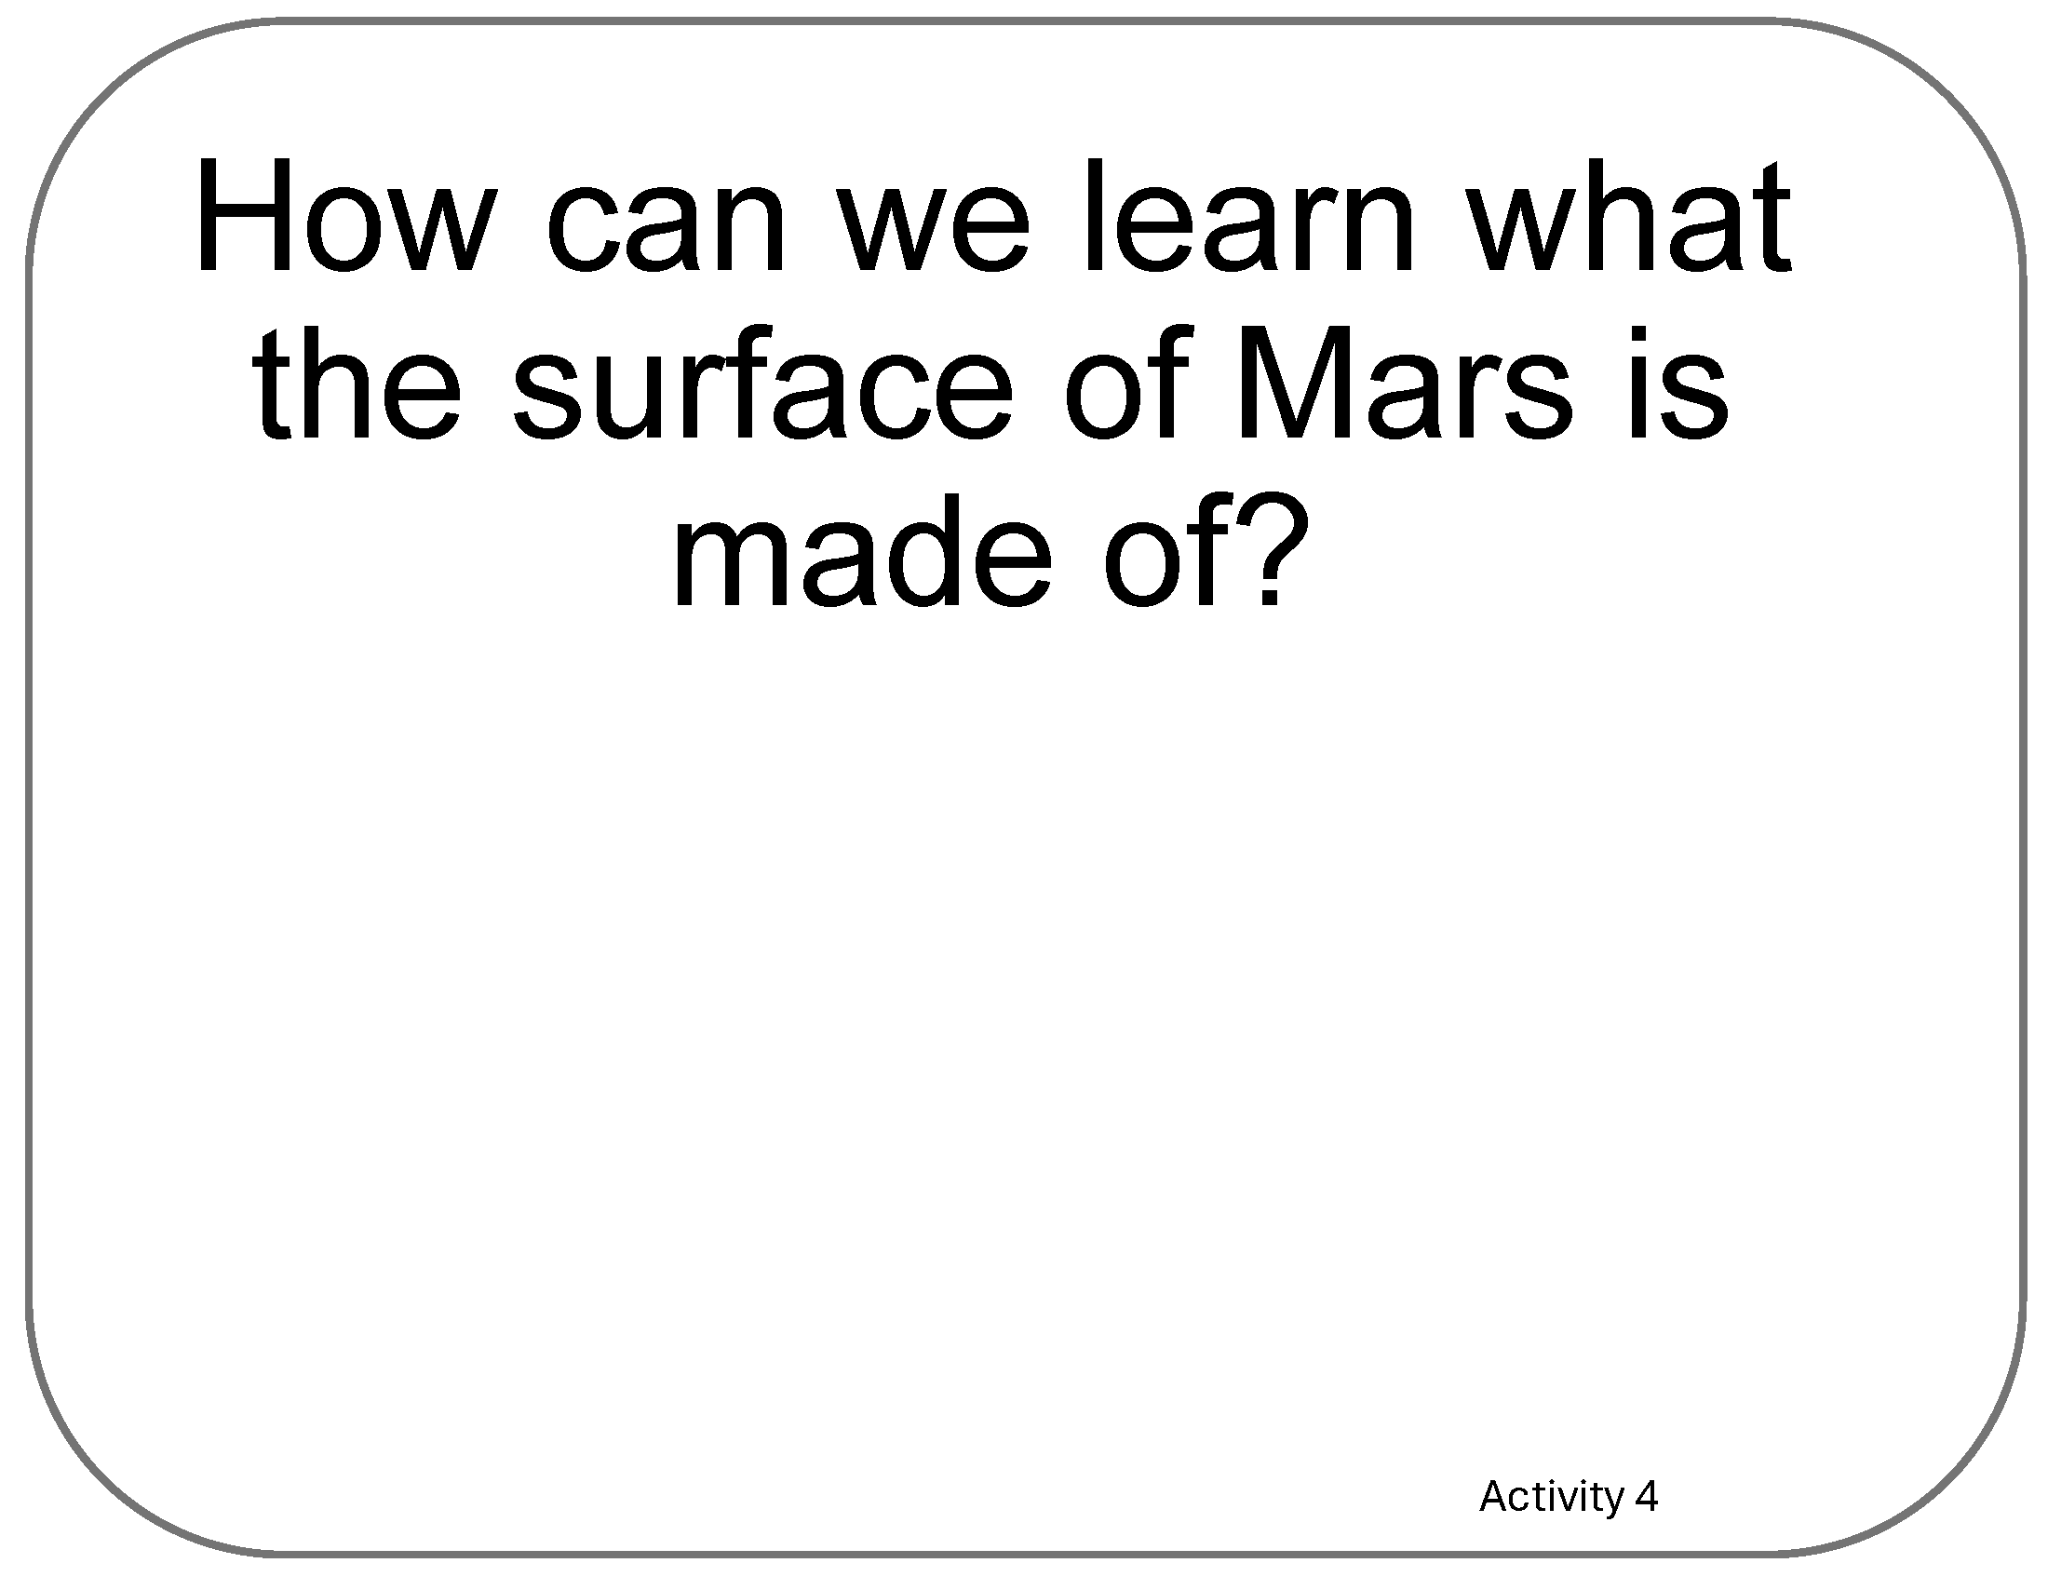 How can we learn what
the surface of Mars is
made of?
Activity 4